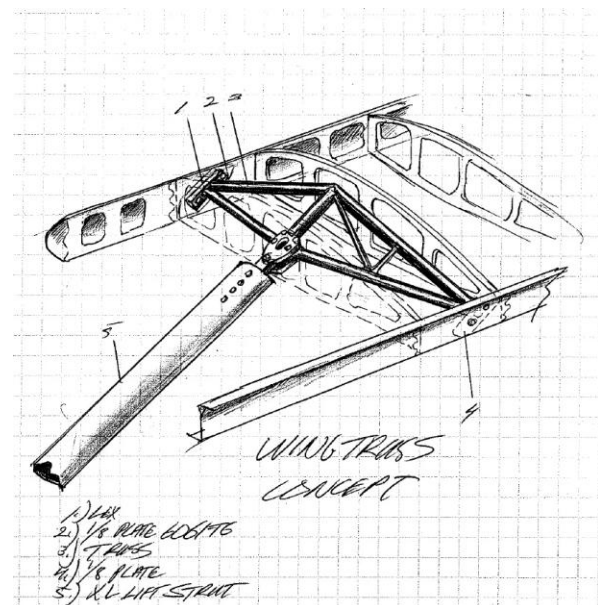 1 2 3
5
4
WING TRUSS
CONCEPT
1.) LEX
2.) 1/8 PLATE 6061T6
3.) TRUSS
4.) 1/8 PLATE
5.) XL LIFT STRUT